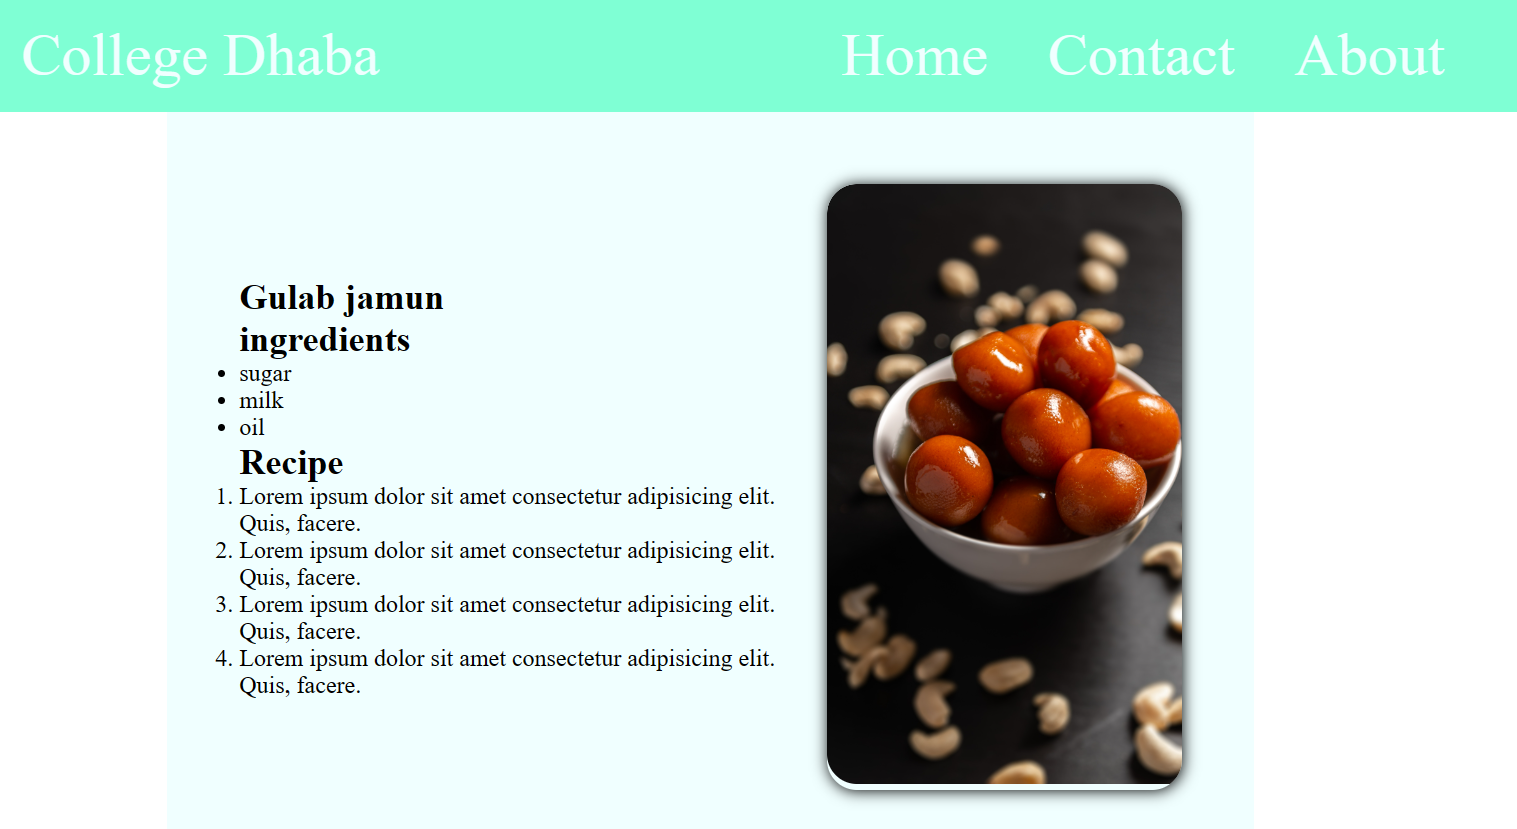 College Dhaba Home Contact About
Gulab jamun
ingredients
• sugar
• milk
• oil
Recipe
1. Lorem ipsum dolor sit amet consectetur adipisicing elit.
Quis, facere.
2. Lorem ipsum dolor sit amet consectetur adipisicing elit.
Quis, facere.
3. Lorem ipsum dolor sit amet consectetur adipisicing elit.
Quis, facere.
4. Lorem ipsum dolor sit amet consectetur adipisicing elit.
Quis, facere.